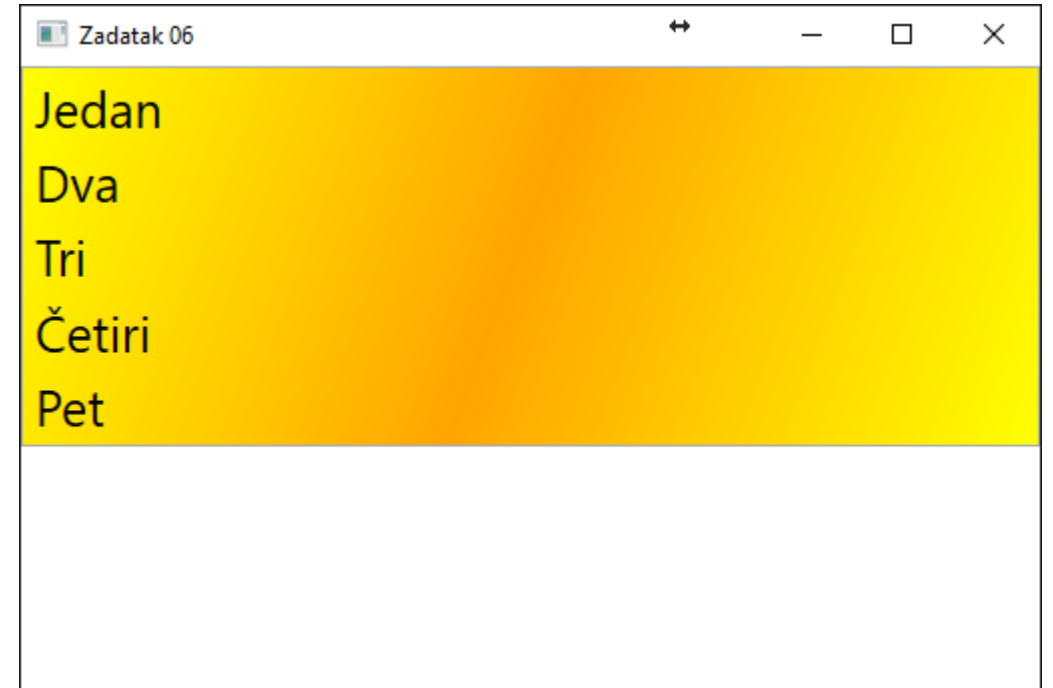 Zadatak 06
Jedan
Dva
Tri
Četiri
Pet